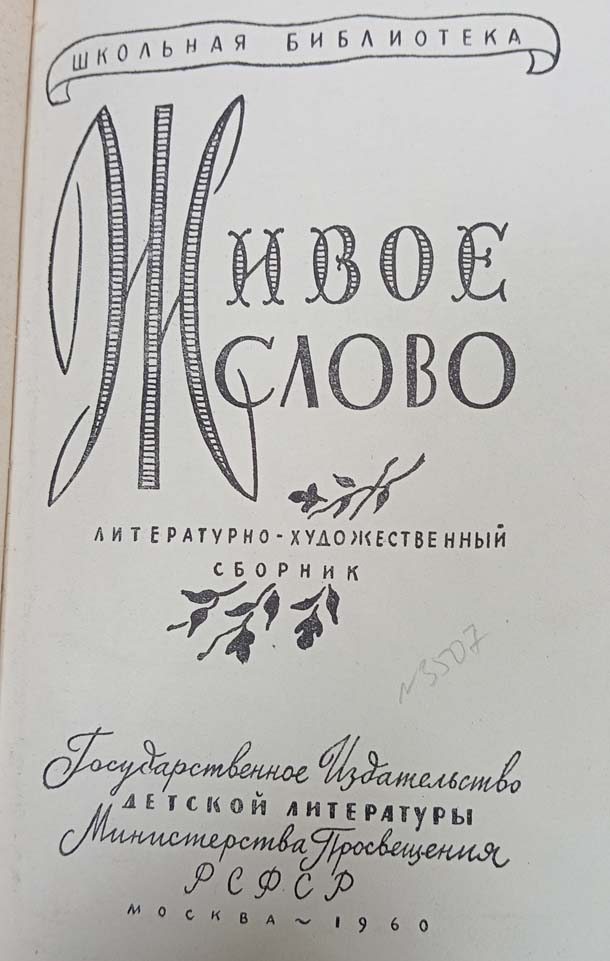 ШКОЛЬНАЯ БИБЛИОТЕКА
ЖИВОЕ
СЛОВО
ЛИТЕРАТУРНО-ХУДОЖЕСТВЕННЫЙ
СБОРНИК
№3507
Государственное Издательство
ДЕТСКОЙ ЛИТЕРАТУРЫ
Министерства Просвещения
РСФСР
МОСКВА ~ 1960